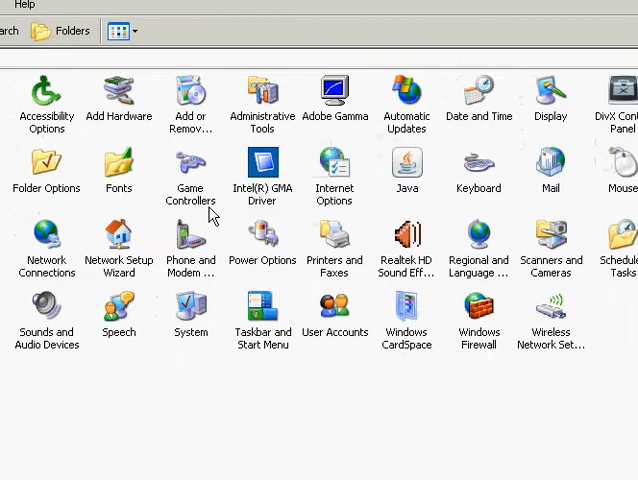 Help
arch Folders
Accessibility Options
Add Hardware
Add or Remov...
Administrative Tools
Adobe Gamma
Automatic Updates
Date and Time
Display
DivX Con Panel
Folder Options
Fonts
Game Controllers
Intel(R) GMA Driver
Internet Options
Java
Keyboard
Mail
Mouse
Network Connections
Network Setup Wizard
Phone and Modem ...
Power Options
Printers and Faxes
Realtek HD Sound Eff...
Regional and Language ...
Scanners and Cameras
Schedule Tasks
Sounds and Audio Devices
Speech
System
Taskbar and Start Menu
User Accounts
Windows CardSpace
Windows Firewall
Wireless Network Set...